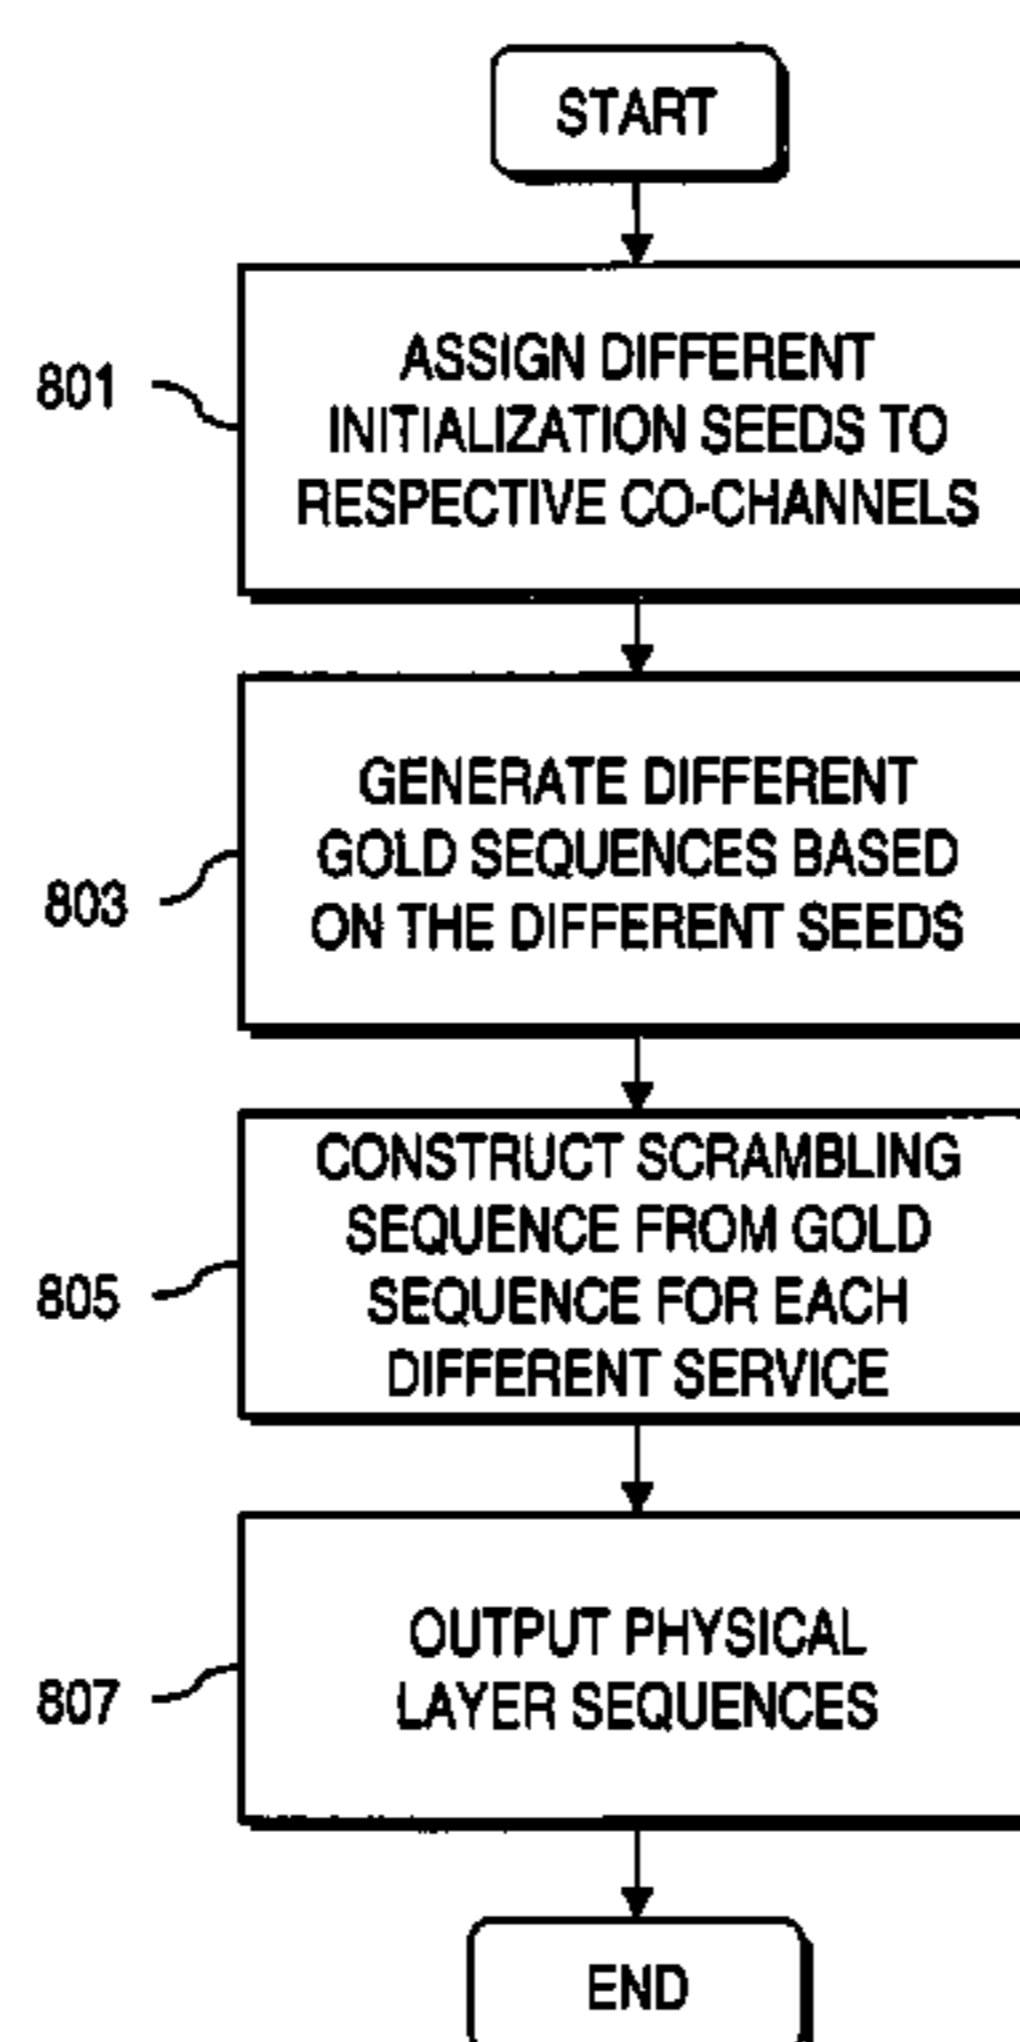 START
801
ASSIGN DIFFERENT
INITIALIZATION SEEDS TO
RESPECTIVE CO-CHANNELS
803
GENERATE DIFFERENT
GOLD SEQUENCES BASED
ON THE DIFFERENT SEEDS
805
CONSTRUCT SCRAMBLING
SEQUENCE FROM GOLD
SEQUENCE FOR EACH
DIFFERENT SERVICE
807
OUTPUT PHYSICAL
LAYER SEQUENCES
END